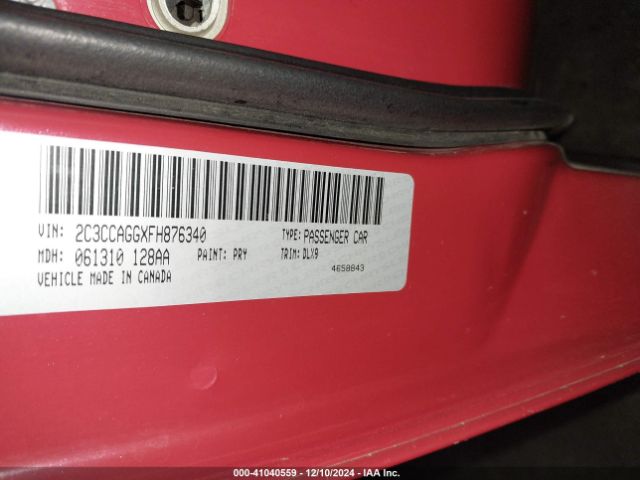 VIN: 2C3CCAGGXFH876340 TYPE: PASSENGER CAR
MDH: 061310 128AA PAINT: PRY TRIM: DLX9
VEHICLE MADE IN CANADA 4658843
000-41040559 • 12/10/2024 • IAA Inc.